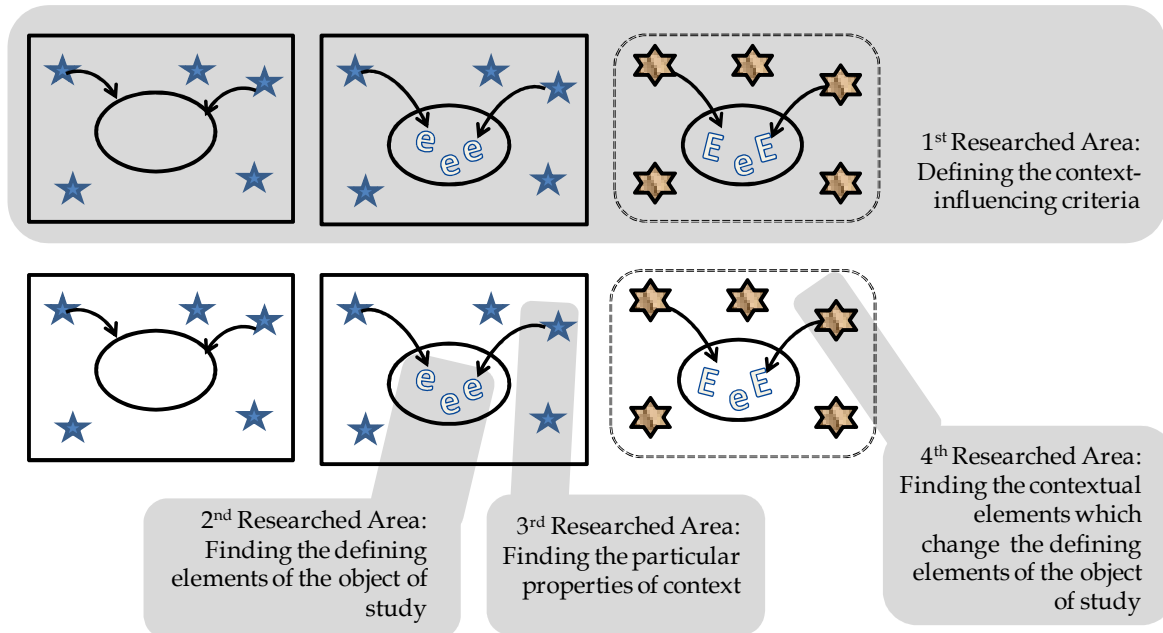 e e e
E e E
1st Researched Area:
Defining the context-
influencing criteria
e e e
E e E
2nd Researched Area:
Finding the defining
elements of the object of
study
3rd Researched Area:
Finding the particular
properties of context
4th Researched Area:
Finding the contextual
elements which
change the defining
elements of the object
of study